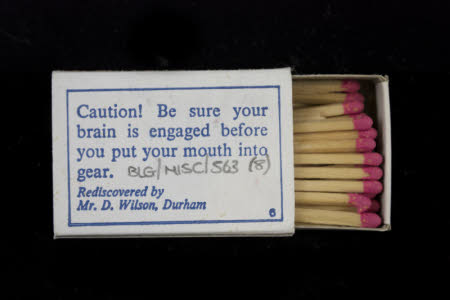 Caution! Be sure your
brain is engaged before
you put your mouth into
gear. BLG/MISC/563 (8)
Rediscovered by
Mr. D. Wilson, Durham
6